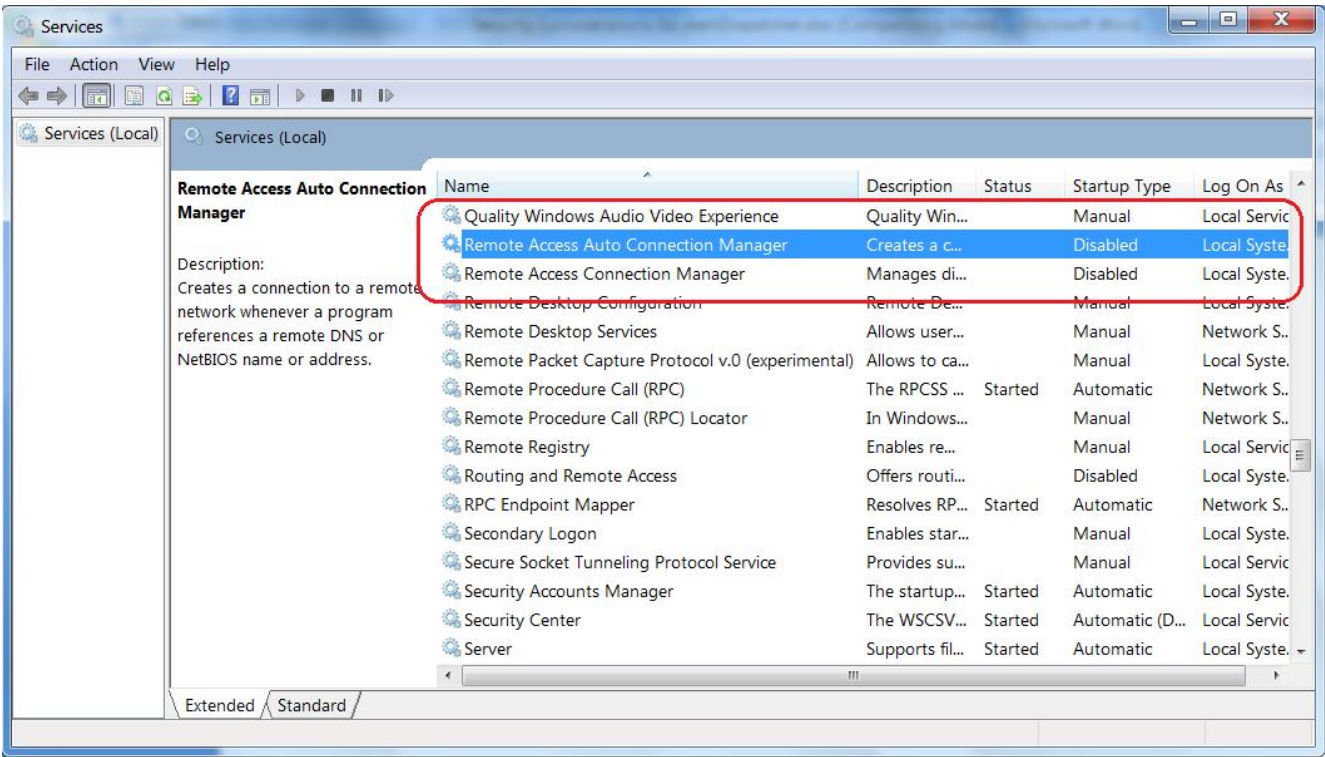 Services
File Action View Help
Services (Local)
Services (Local)
Remote Access Auto Connection
Manager
Description:
Creates a connection to a remote
network whenever a program
references a remote DNS or
NetBIOS name or address.
Name Description Status Startup Type Log On As
Quality Windows Audio Video Experience Quality Win... Manual Local Servic
Remote Access Auto Connection Manager Creates a c... Disabled Local Syste.
Remote Access Connection Manager Manages di... Disabled Local Syste.
Remote Desktop Configuration Remote De... Manual Local Syste.
Remote Desktop Services Allows user... Manual Network S..
Remote Packet Capture Protocol v.0 (experimental) Allows to ca... Manual Local Syste.
Remote Procedure Call (RPC) The RPCSS ... Started Automatic Network S..
Remote Procedure Call (RPC) Locator In Windows... Manual Network S..
Remote Registry Enables re... Manual Local Servic
Routing and Remote Access Offers routi... Disabled Local Syste.
RPC Endpoint Mapper Resolves RP... Started Automatic Network S..
Secondary Logon Enables star... Manual Local Syste.
Secure Socket Tunneling Protocol Service Provides su... Manual Local Servic
Security Accounts Manager The startup... Started Automatic Local Syste.
Security Center The WSCSV... Started Automatic (D... Local Servic
Server Supports fil... Started Automatic Local Syste.
Extended Standard